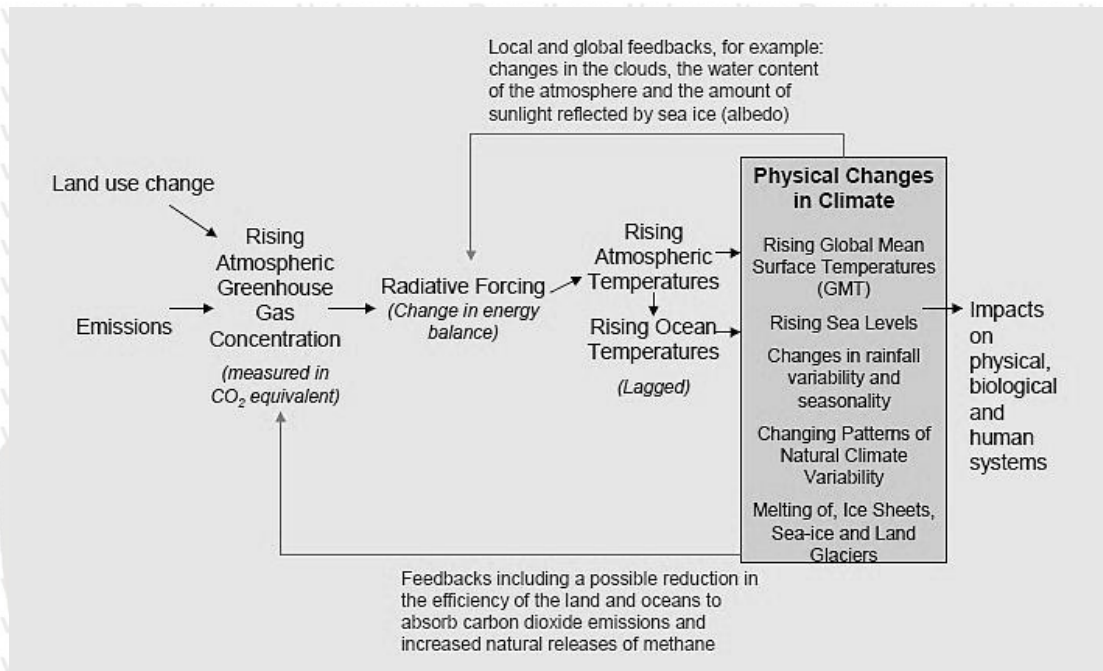 Local and global feedbacks, for example:
changes in the clouds, the water content
of the atmosphere and the amount of
sunlight reflected by sea ice (albedo)
Land use change
Emissions
Rising
Atmospheric
Greenhouse
Gas
Concentration
(measured in
CO₂ equivalent)
Radiative Forcing
(Change in energy
balance)
Rising
Atmospheric
Temperatures
Rising Ocean
Temperatures
(Lagged)
Physical Changes
in Climate
Rising Global Mean
Surface Temperatures
(GMT)
Rising Sea Levels
Changes in rainfall
variability and
seasonality
Changing Patterns of
Natural Climate
Variability
Melting of, Ice Sheets,
Sea-ice and Land
Glaciers
Impacts
on
physical,
biological
and
human
systems
Feedbacks including a possible reduction in
the efficiency of the land and oceans to
absorb carbon dioxide emissions and
increased natural releases of methane